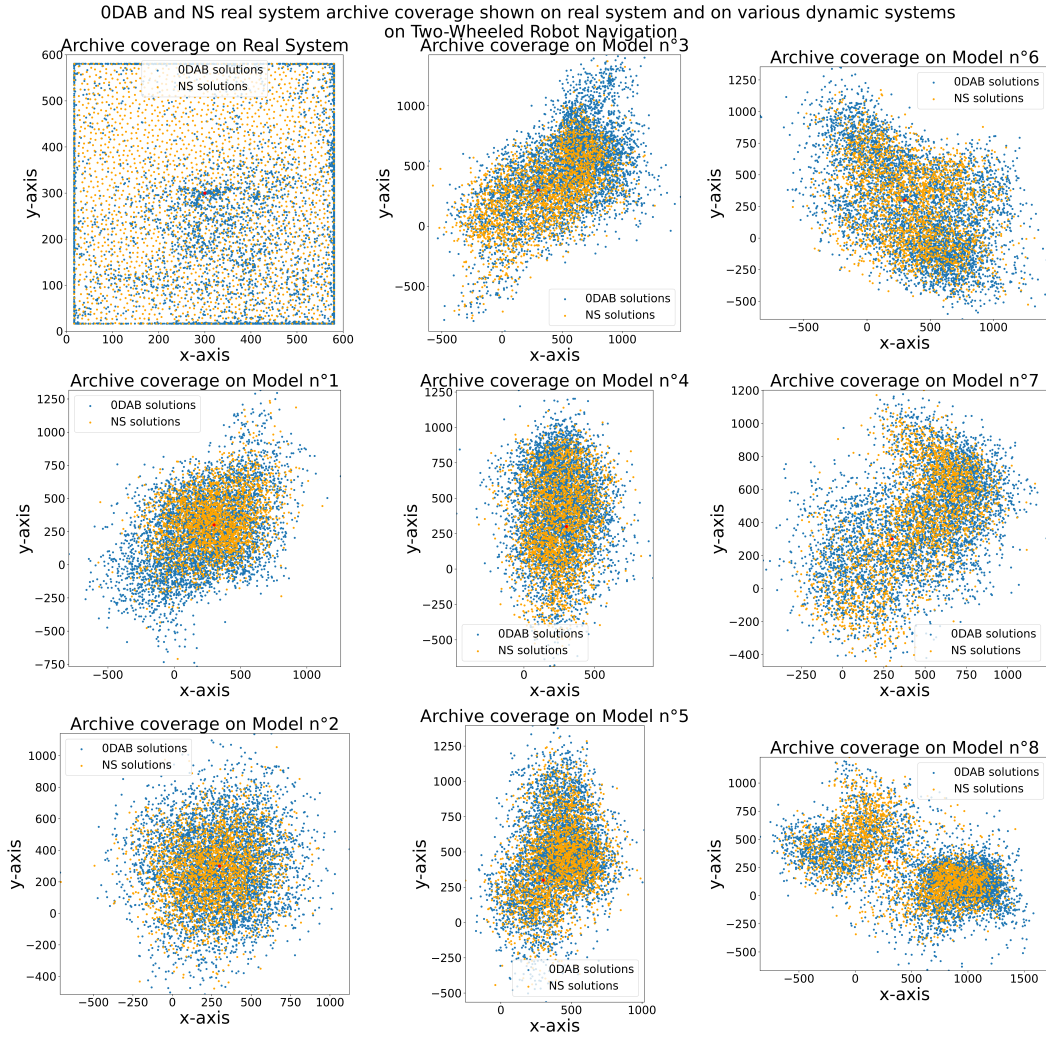 0DAB and NS real system archive coverage shown on real system and on various dynamic systems
on Two-Wheeled Robot Navigation
Archive coverage on Real System
0DAB solutions
NS solutions
600
500
400
300
200
100
0
y-axis
0 100 200 300 400 500 600
x-axis
Archive coverage on Model n°3
1000
500
0
−500
y-axis
0DAB solutions
NS solutions
−500 0 500 1000
x-axis
Archive coverage on Model n°6
0DAB solutions
NS solutions
1250
1000
750
500
250
0
−250
−500
y-axis
−500 0 500 1000
x-axis
Archive coverage on Model n°1
0DAB solutions
NS solutions
1250
1000
750
500
250
0
−250
−500
−750
y-axis
−500 0 500 1000
x-axis
Archive coverage on Model n°4
1250
1000
750
500
250
0
−250
−500
y-axis
0DAB solutions
NS solutions
0 500
x-axis
Archive coverage on Model n°7
1200
1000
800
600
400
200
0
−200
−400
y-axis
0DAB solutions
NS solutions
−250 0 250 500 750 1000
x-axis
Archive coverage on Model n°2
0DAB solutions
NS solutions
1000
800
600
400
200
0
−200
−400
y-axis
−500 −250 0 250 500 750 1000
x-axis
Archive coverage on Model n°5
1250
1000
750
500
250
0
−250
−500
y-axis
0DAB solutions
NS solutions
0 500 1000
x-axis
Archive coverage on Model n°8
0DAB solutions
NS solutions
1000
750
500
250
0
−250
−500
y-axis
−500 0 500 1000 1500
x-axis